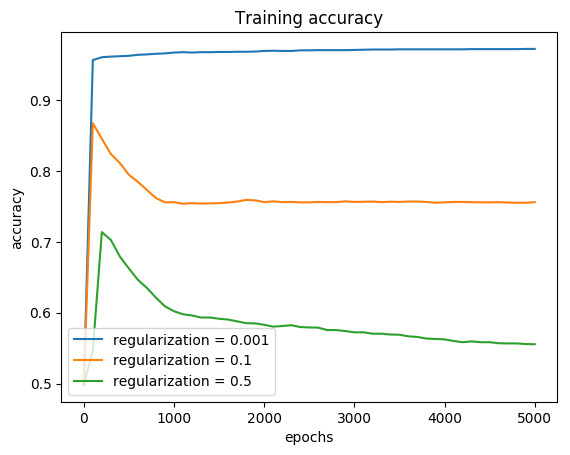 Training accuracy
accuracy
0.9
0.8
0.7
0.6
0.5
regularization = 0.001
regularization = 0.1
regularization = 0.5
0 1000 2000 3000 4000 5000
epochs